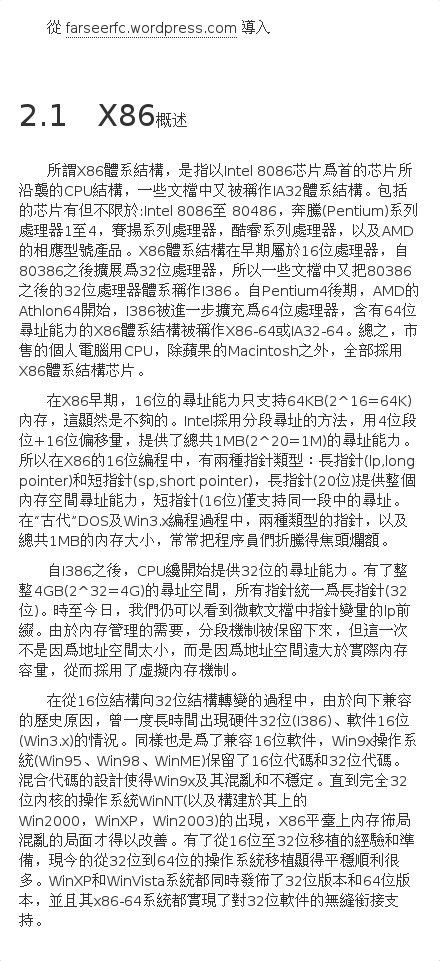 從 farseerfc.wordpress.com 導入
2.1 X86概述
所謂X86體系結構，是指以Intel 8086芯片爲首的芯片所
沿襲的CPU結構，一些文檔中又被稱作IA32體系結構。包括
的芯片有但不限於:Intel 8086至 80486，奔騰(Pentium)系列
處理器1至4，賽揚系列處理器，酷睿系列處理器，以及AMD
的相應型號產品。X86體系結構在早期屬於16位處理器，自
80386之後擴展爲32位處理器，所以一些文檔中又把80386
之後的32位處理器體系稱作I386。自Pentium4後期，AMD的
Athlon64開始，I386被進一步擴充爲64位處理器，含有64位
尋址能力的X86體系結構被稱作X86-64或IA32-64。總之，市
售的個人電腦用CPU，除蘋果的Macintosh之外，全部採用
X86體系結構芯片。
在X86早期，16位的尋址能力只支持64KB(2^16=64K)
內存，這顯然是不夠的。Intel採用分段尋址的方法，用4位段
位+16位偏移量，提供了總共1MB(2^20=1M)的尋址能力。
所以在X86的16位編程中，有兩種指針類型：長指針(lp,long
pointer)和短指針(sp,short pointer)，長指針(20位)提供整個
內存空間尋址能力，短指針(16位)僅支持同一段中的尋址。
在“古代”DOS及Win3.x編程過程中，兩種類型的指針，以及
總共1MB的內存大小，常常把程序員們折騰得焦頭爛額。
自I386之後，CPU纔開始提供32位的尋址能力。有了整
整4GB(2^32=4G)的尋址空間，所有指針統一爲長指針(32
位)。時至今日，我們仍可以看到微軟文檔中指針變量的lp前
綴。由於內存管理的需要，分段機制被保留下來，但這一次
不是因爲地址空間太小，而是因爲地址空間遠大於實際內存
容量，從而採用了虛擬內存機制。
在從16位結構向32位結構轉變的過程中，由於向下兼容
的歷史原因，曾一度長時間出現硬件32位(I386)、軟件16位
(Win3.x)的情況。同樣也是爲了兼容16位軟件，Win9x操作系
統(Win95、Win98、WinME)保留了16位代碼和32位代碼。
混合代碼的設計使得Win9x及其混亂和不穩定。直到完全32
位內核的操作系統WinNT(以及構建於其上的
Win2000，WinXP，Win2003)的出現，X86平臺上內存佈局
混亂的局面才得以改善。有了從16位至32位移植的經驗和準
備，現今的從32位到64位的操作系統移植顯得平穩順利很
多。WinXP和WinVista系統都同時發佈了32位版本和64位版
本，並且其x86-64系統都實現了對32位軟件的無縫銜接支
持。